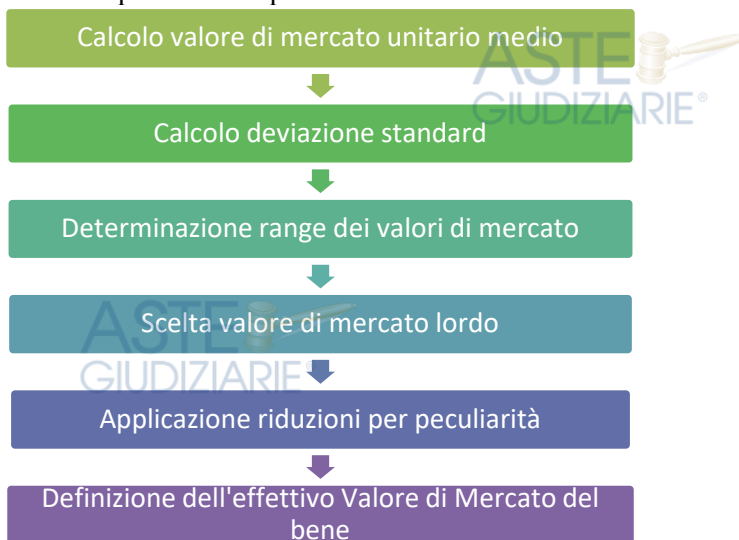 Calcolo valore di mercato unitario medio
ASTE
GIUDIZIARIE®
Calcolo deviazione standard
Determinazione range dei valori di mercato
Scelta valore di mercato lordo
ASTE
GIUDIZIARIE®
Applicazione riduzioni per peculiarità
Definizione dell'effettivo Valore di Mercato del
bene